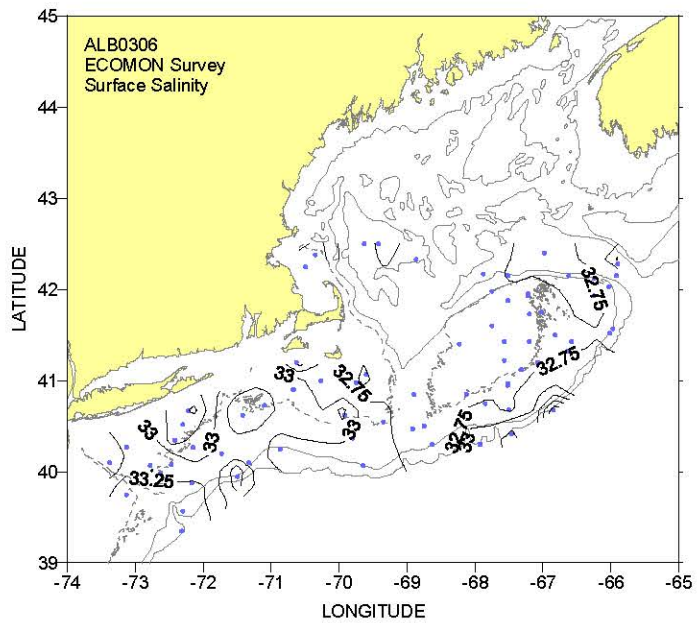 45
ALB0306
ECOMON Survey
Surface Salinity
44
43
LATITUDE
42
32.75
41
33
32.75
32.75
33
33
33
32.75
33
40
33.25
39
-74 -73 -72 -71 -70 -69 -68 -67 -66 -65
LONGITUDE